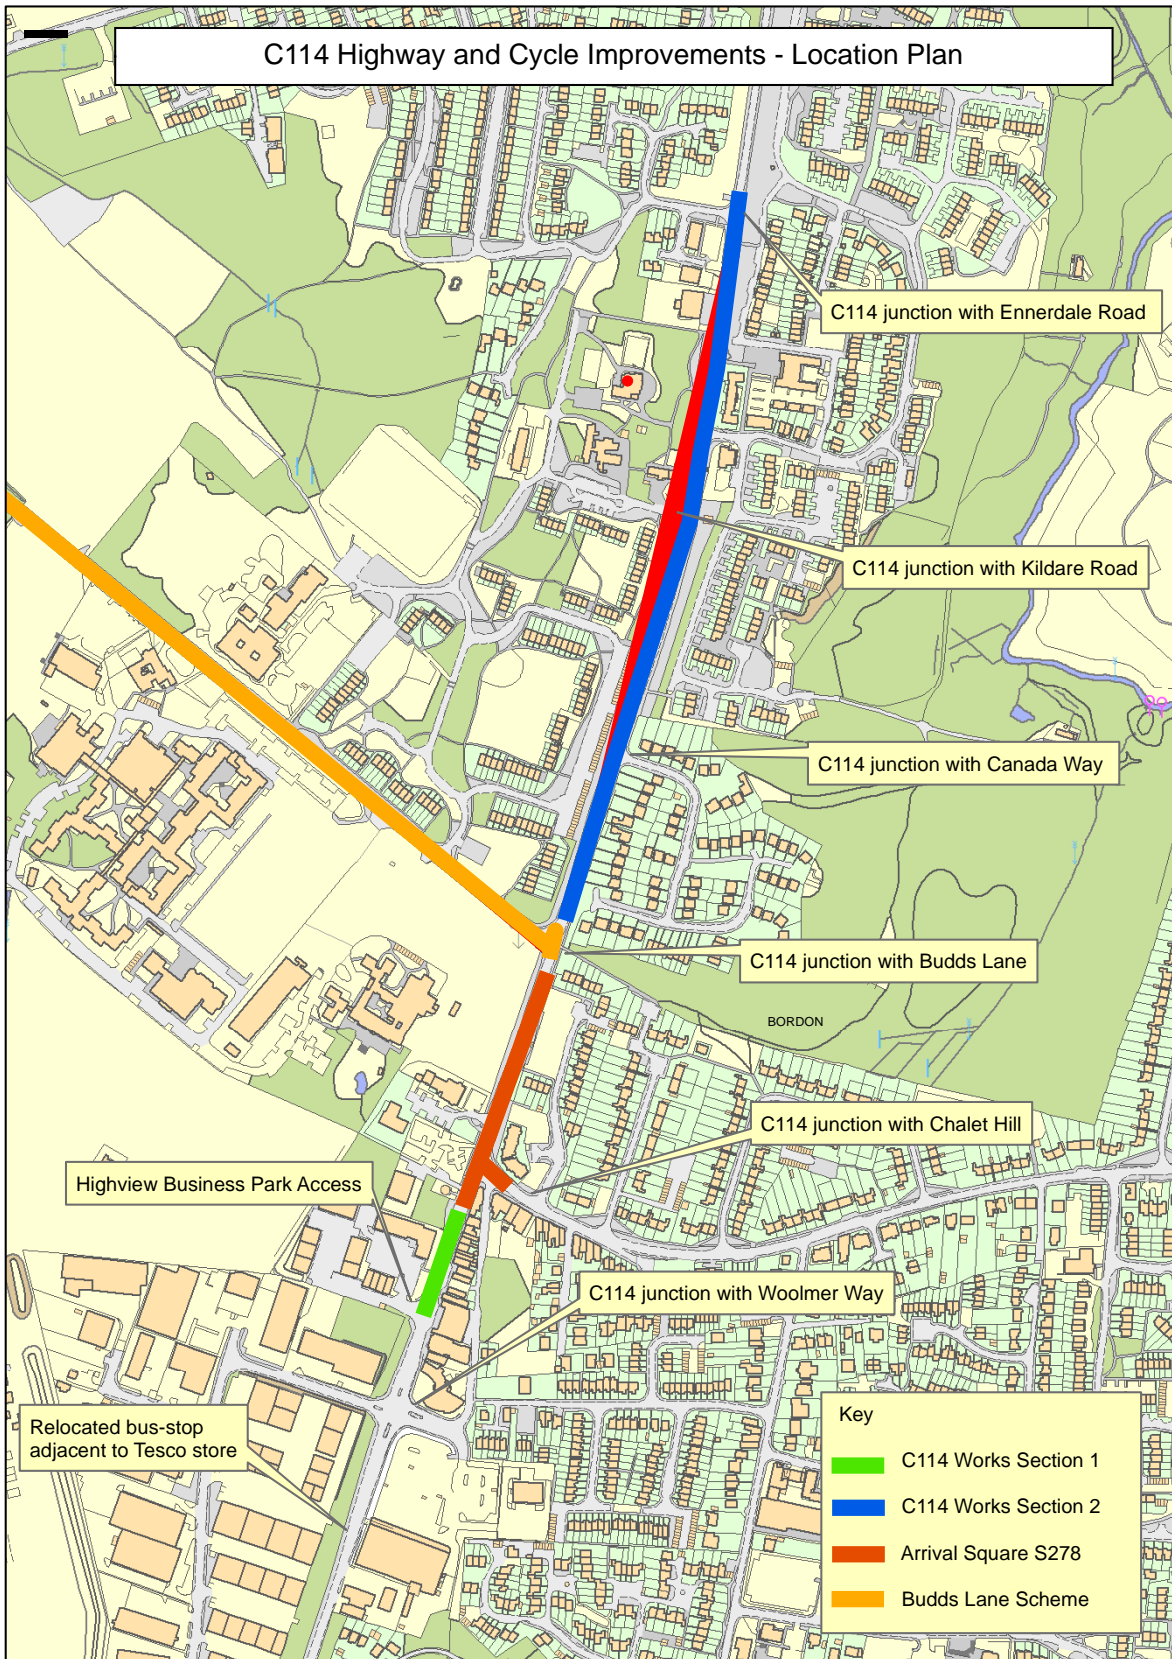 C114 Highway and Cycle Improvements - Location Plan
C114 junction with Ennerdale Road
C114 junction with Kildare Road
C114 junction with Canada Way
C114 junction with Budds Lane
BORDON
C114 junction with Chalet Hill
Highview Business Park Access
C114 junction with Woolmer Way
Relocated bus-stop
adjacent to Tesco store
Key
C114 Works Section 1
C114 Works Section 2
Arrival Square S278
Budds Lane Scheme